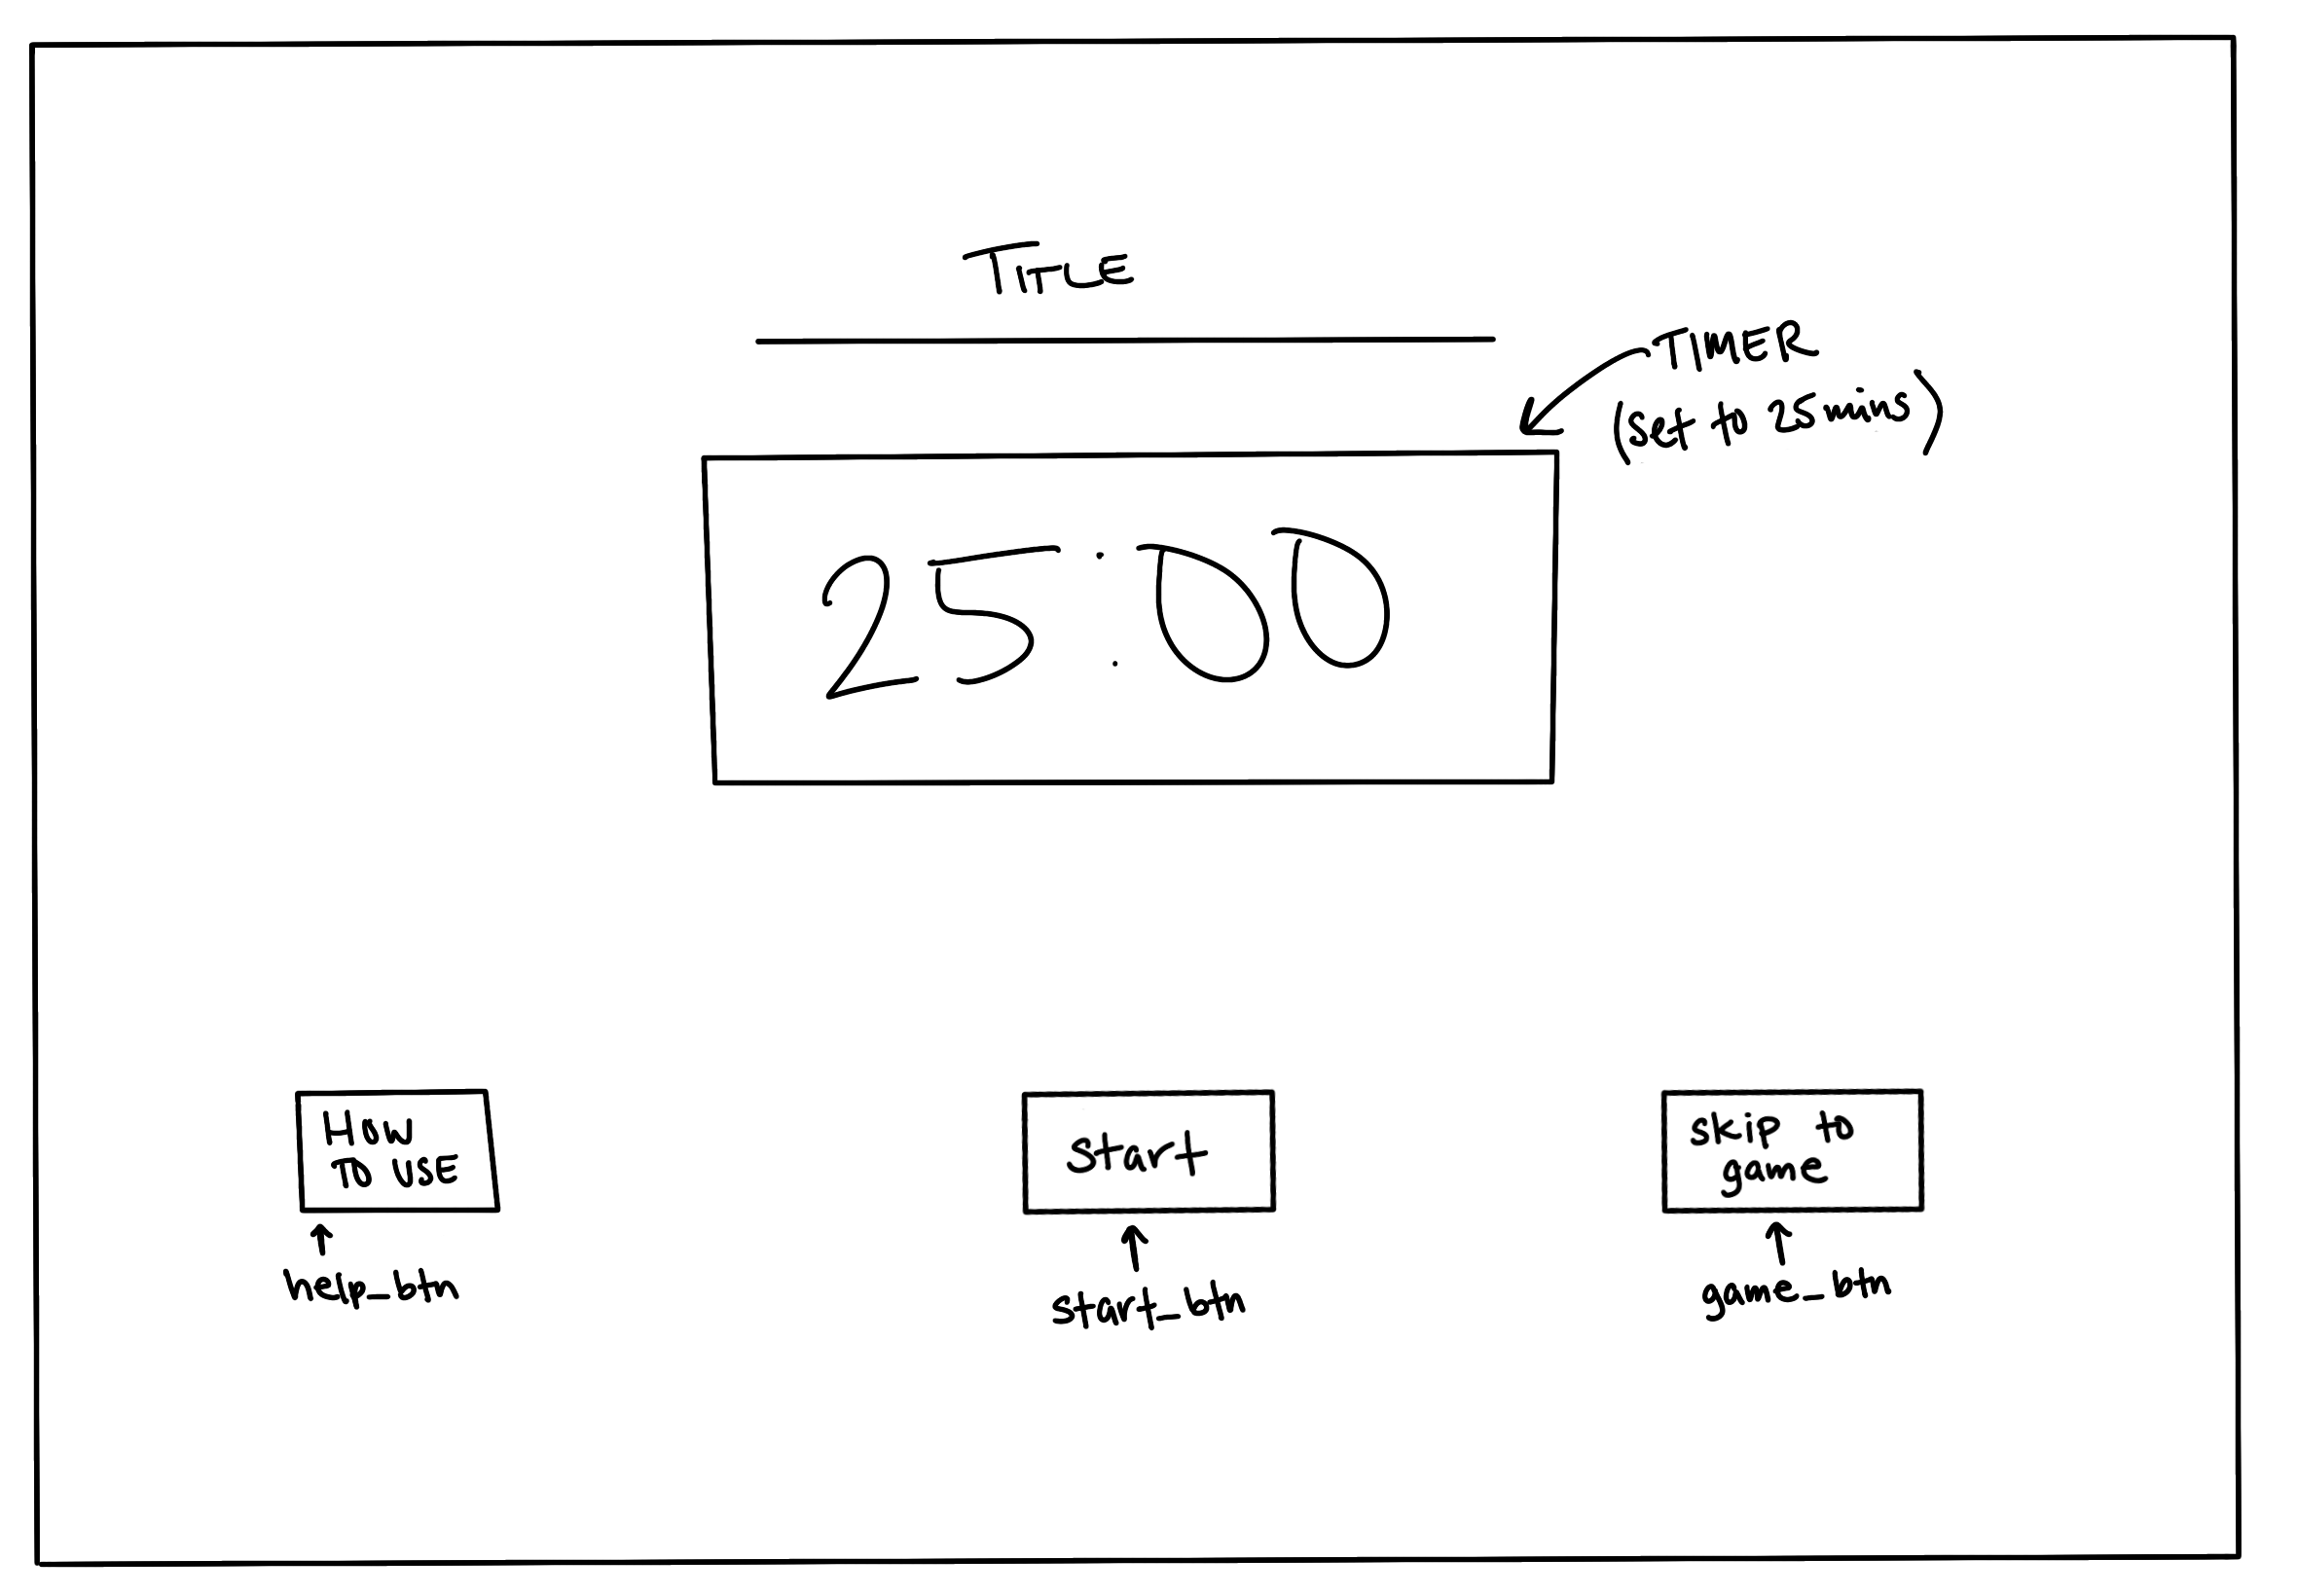 TITLE
TIMER
(set to 25 mins)
25:00
HOW
TO USE
start
skip to
game
help_btn
start_btn
game_btn